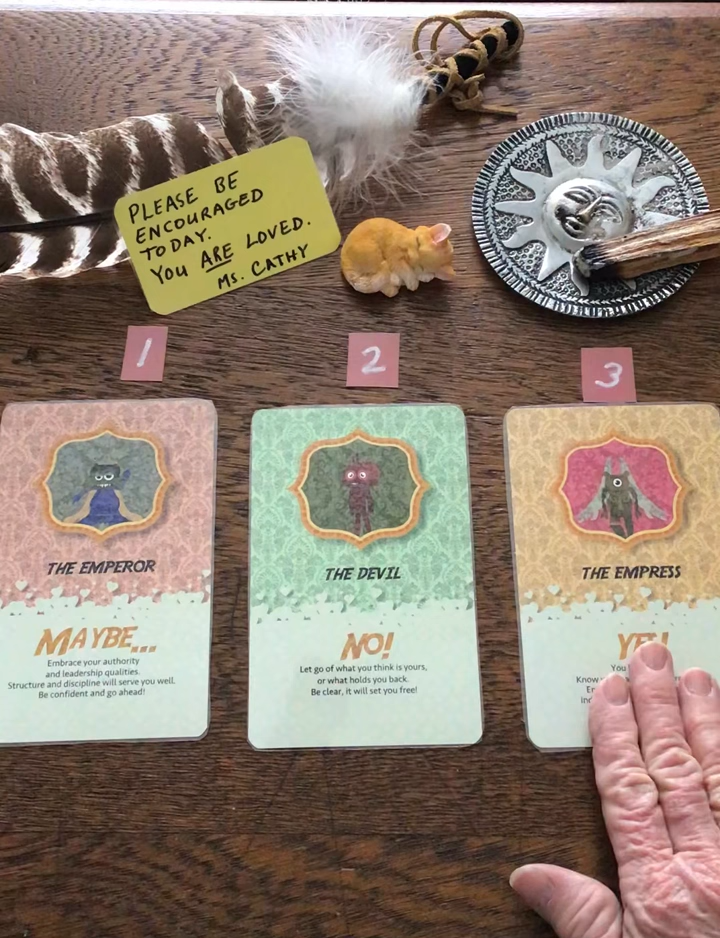 PLEASE BE
ENCOURAGED
TODAY.
YOU ARE LOVED.
MS. CATHY
1
2
3
THE EMPEROR
MAYBE...
Embrace your authority
and leadership qualities.
Structure and discipline will serve you well.
Be confident and go ahead!
THE DEVIL
NO!
Let go of what you think is yours,
or what holds you back.
Be clear, it will set you free!
THE EMPRESS